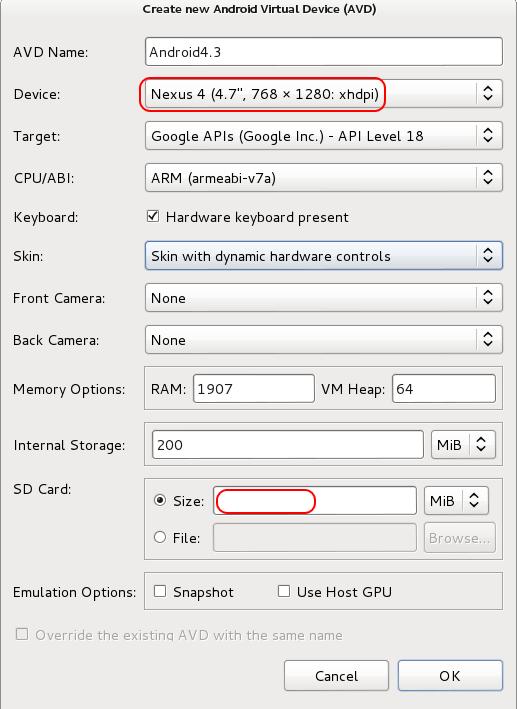 Create new Android Virtual Device (AVD)
AVD Name: Android4.3
Device: Nexus 4 (4.7", 768 × 1280: xhdpi)
Target: Google APIs (Google Inc.) - API Level 18
CPU/ABI: ARM (armeabi-v7a)
Keyboard: Hardware keyboard present
Skin: Skin with dynamic hardware controls
Front Camera: None
Back Camera: None
Memory Options: RAM: 1907 VM Heap: 64
Internal Storage: 200 MiB
SD Card:
Size: MiB
File: Browse...
Emulation Options: Snapshot Use Host GPU
Override the existing AVD with the same name
Cancel OK